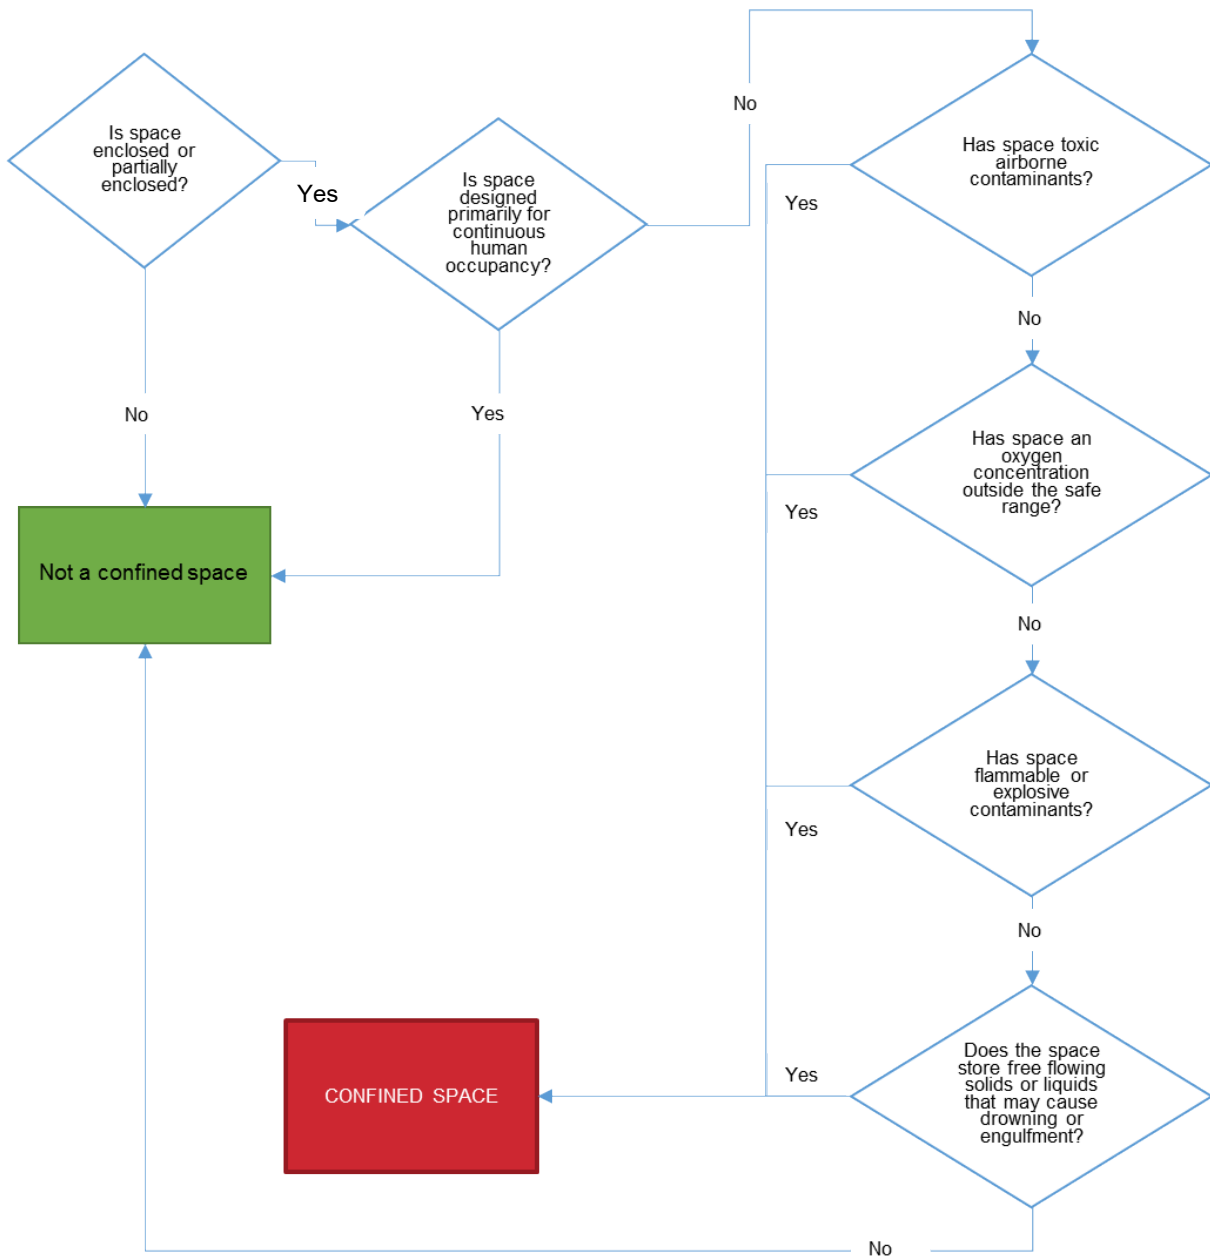 Is space
enclosed or
partially
enclosed?
Yes
Is space
designed
primarily for
continuous
human
occupancy?
No
Has space toxic
airborne
contaminants?
Yes
No
No
Yes
Has space an
oxygen
concentration
outside the safe
range?
Yes
Not a confined space
No
Has space
flammable or
explosive
contaminants?
Yes
No
Does the space
store free flowing
solids or liquids
that may cause
drowning or
engulfment?
Yes
CONFINED SPACE
No